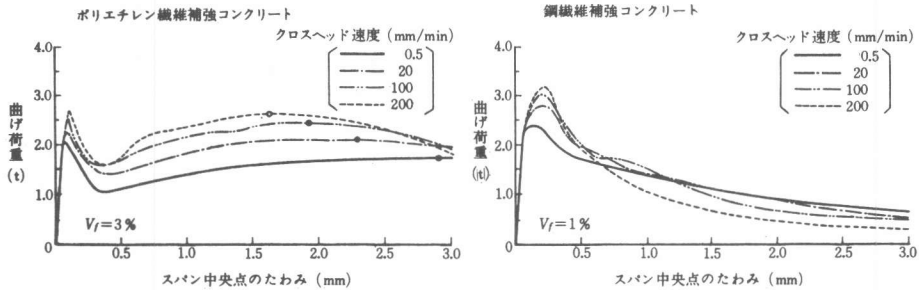 ポリエチレン繊維補強コンクリート
クロスヘッド速度 (mm/min)
0.5
20
100
200
4.0
3.0
2.0
1.0
0
曲げ荷重
(t)
Vf=3%
0.5
1.0
1.5
2.0
2.5
3.0
スパン中央点のたわみ (mm)
鋼繊維補強コンクリート
クロスヘッド速度 (mm/min)
0.5
20
100
200
4.0
3.0
2.0
1.0
0
曲げ荷重
(t)
Vf=1%
0.5
1.0
1.5
2.0
2.5
3.0
スパン中央点のたわみ (mm)